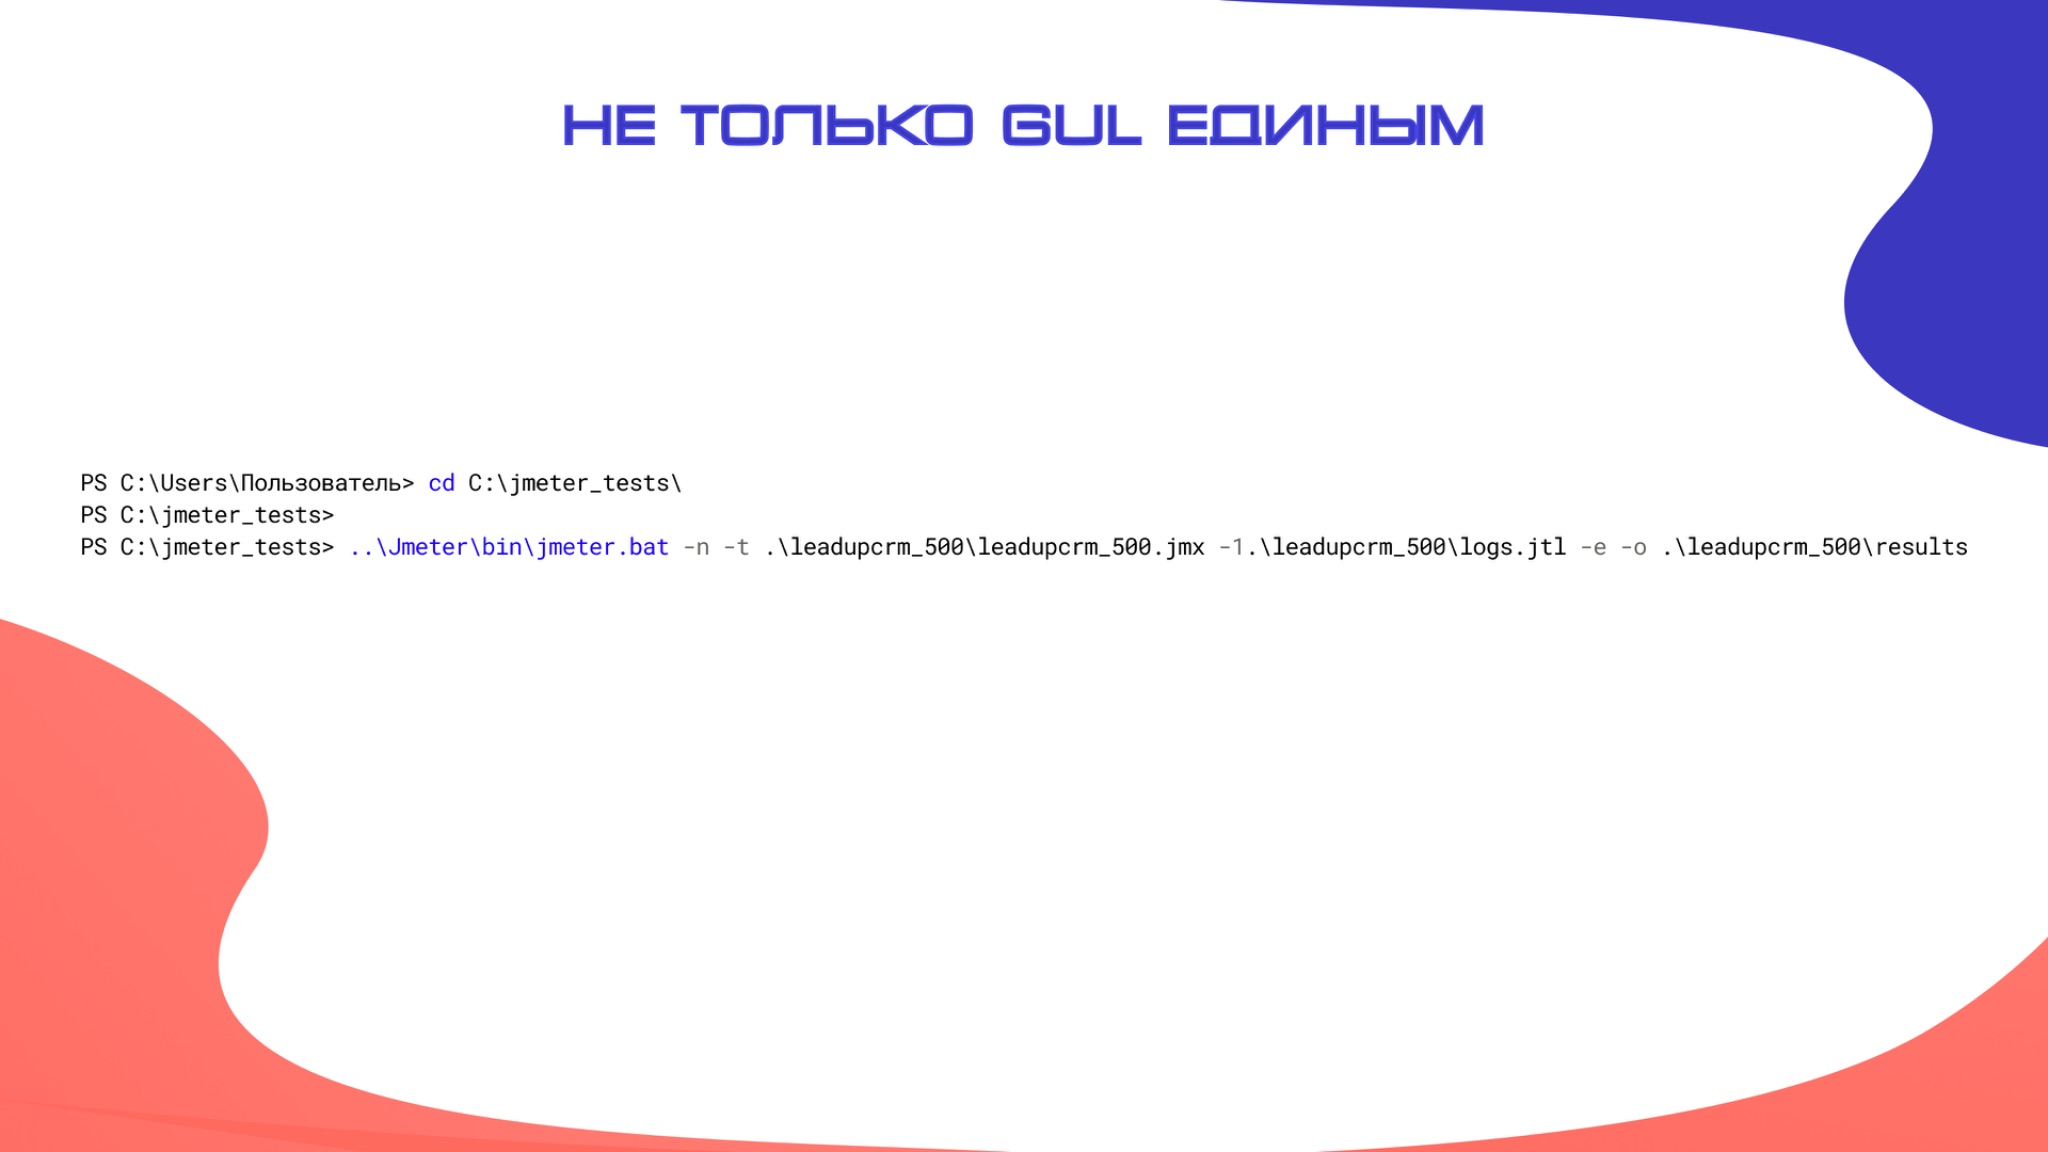 НЕ ТОЛЬКО GUL ЕДИНЫМ
PS C:\Users\Пользователь> cd C:\jmeter_tests\
PS C:\jmeter_tests>
PS C:\jmeter_tests> ..\Jmeter\bin\jmeter.bat -n -t .\leadupcrm_500\leadupcrm_500.jmx -1.\leadupcrm_500\logs.jtl -e -o .\leadupcrm_500\results